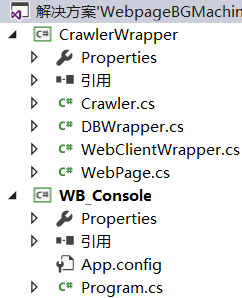 解决方案'WebpageBGMachin
CrawlerWrapper
Properties
引用
Crawler.cs
DBWrapper.cs
WebClientWrapper.cs
WebPage.cs
WB_Console
Properties
引用
App.config
Program.cs